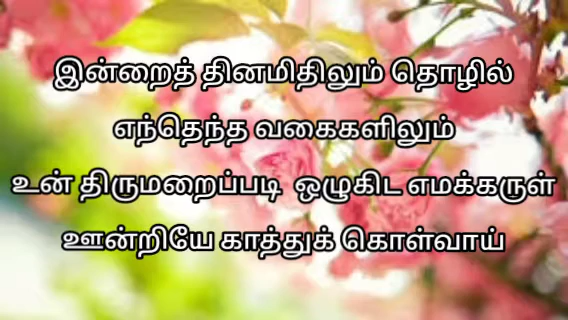 இன்றைத் தினமிதிலும் தொழில்
எந்தெந்த வகைகளிலும்
உன் திருமறைப்படி ஒழுகிட எமக்கருள்
ஊன்றியே காத்துக் கொள்வாய்